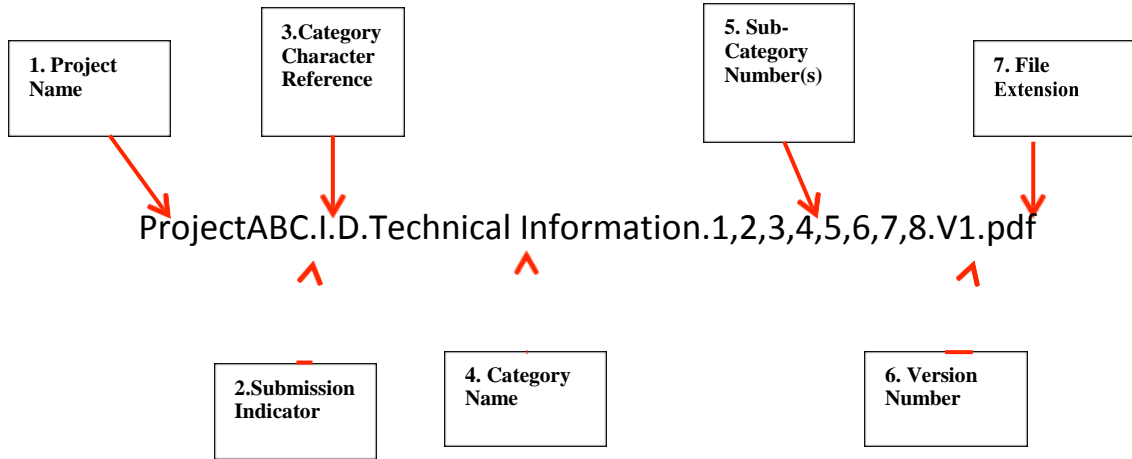 1. Project
Name
3.Category
Character
Reference
5. Sub-
Category
Number(s)
7. File
Extension
ProjectABC.I.D.Technical Information.1,2,3,4,5,6,7,8.V1.pdf
2.Submission
Indicator
4. Category
Name
6. Version
Number